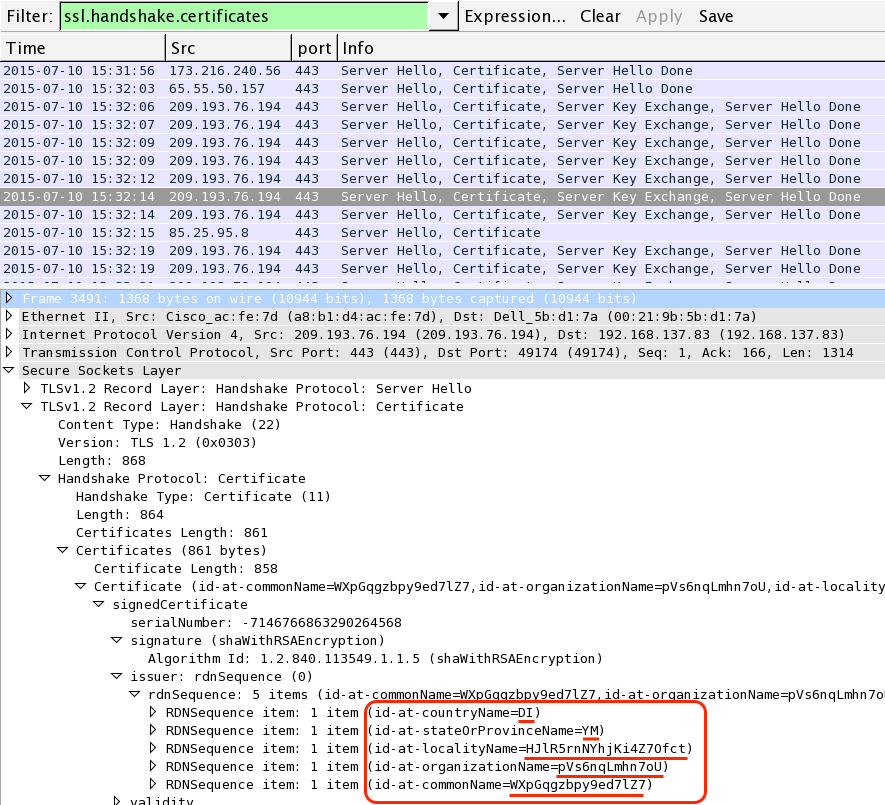 Filter: ssl.handshake.certificates Expression... Clear Apply Save
Time Src port Info
2015-07-10 15:31:56 173.216.240.56 443 Server Hello, Certificate, Server Hello Done
2015-07-10 15:32:03 65.55.50.157 443 Server Hello, Certificate, Server Hello Done
2015-07-10 15:32:06 209.193.76.194 443 Server Hello, Certificate, Server Key Exchange, Server Hello Done
2015-07-10 15:32:07 209.193.76.194 443 Server Hello, Certificate, Server Key Exchange, Server Hello Done
2015-07-10 15:32:09 209.193.76.194 443 Server Hello, Certificate, Server Key Exchange, Server Hello Done
2015-07-10 15:32:09 209.193.76.194 443 Server Hello, Certificate, Server Key Exchange, Server Hello Done
2015-07-10 15:32:12 209.193.76.194 443 Server Hello, Certificate, Server Key Exchange, Server Hello Done
2015-07-10 15:32:14 209.193.76.194 443 Server Hello, Certificate, Server Key Exchange, Server Hello Done
2015-07-10 15:32:14 209.193.76.194 443 Server Hello, Certificate, Server Key Exchange, Server Hello Done
2015-07-10 15:32:15 85.25.95.8 443 Server Hello, Certificate
2015-07-10 15:32:19 209.193.76.194 443 Server Hello, Certificate, Server Key Exchange, Server Hello Done
2015-07-10 15:32:19 209.193.76.194 443 Server Hello, Certificate, Server Key Exchange, Server Hello Done
Frame 3491: 1368 bytes on wire (10944 bits), 1368 bytes captured (10944 bits)
Ethernet II, Src: Cisco_ac:fe:7d (a8:b1:d4:ac:fe:7d), Dst: Dell_5b:d1:7a (00:21:9b:5b:d1:7a)
Internet Protocol Version 4, Src: 209.193.76.194 (209.193.76.194), Dst: 192.168.137.83 (192.168.137.83)
Transmission Control Protocol, Src Port: 443 (443), Dst Port: 49174 (49174), Seq: 1, Ack: 166, Len: 1314
Secure Sockets Layer
TLSv1.2 Record Layer: Handshake Protocol: Server Hello
TLSv1.2 Record Layer: Handshake Protocol: Certificate
Content Type: Handshake (22)
Version: TLS 1.2 (0x0303)
Length: 868
Handshake Protocol: Certificate
Handshake Type: Certificate (11)
Length: 864
Certificates Length: 861
Certificates (861 bytes)
Certificate Length: 858
Certificate (id-at-commonName=WXpGqgzbpy9ed7lZ7,id-at-organizationName=pVs6nqLmhn7oU,id-at-locality
signedCertificate
serialNumber: -7146766863290264568
signature (shaWithRSAEncryption)
Algorithm Id: 1.2.840.113549.1.1.5 (shaWithRSAEncryption)
issuer: rdnSequence (0)
rdnSequence: 5 items (id-at-commonName=WXpGqgzbpy9ed7lZ7,id-at-organizationName=pVs6nqLmhn7oU
RDNSequence item: 1 item (id-at-countryName=DI)
RDNSequence item: 1 item (id-at-stateOrProvinceName=YM)
RDNSequence item: 1 item (id-at-localityName=HJlR5rnNYhjKi4Z7Ofct)
RDNSequence item: 1 item (id-at-organizationName=pVs6nqLmhn7oU)
RDNSequence item: 1 item (id-at-commonName=WXpGqgzbpy9ed7lZ7)
validity